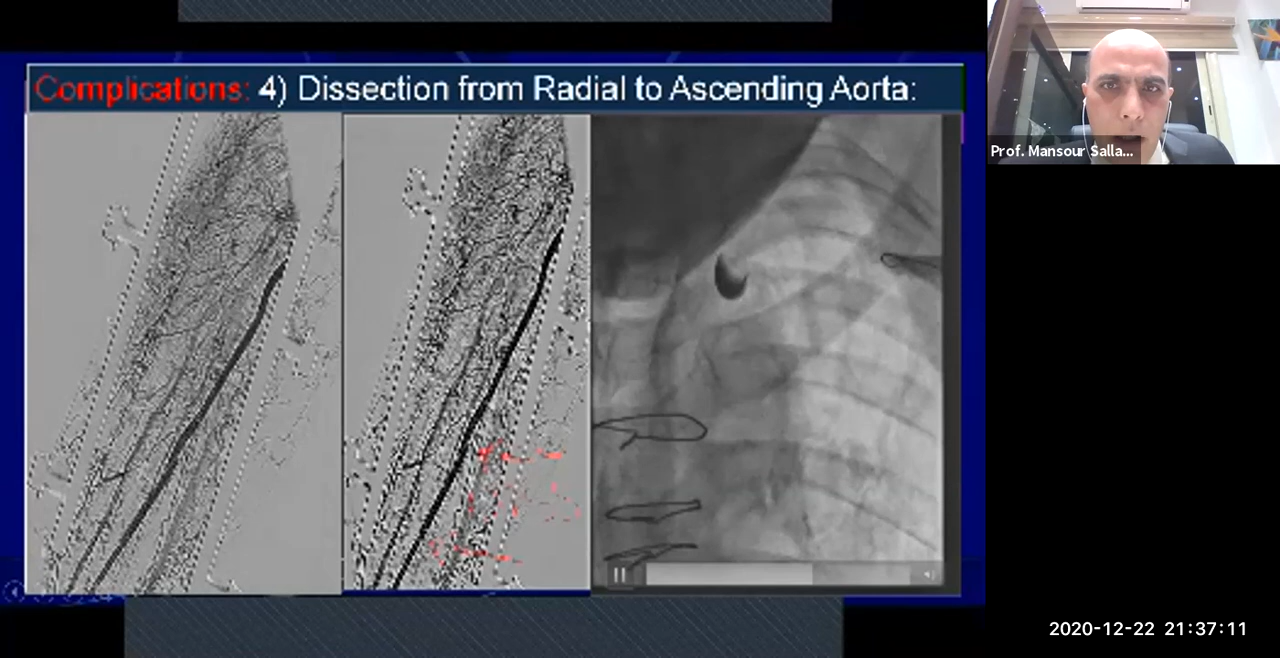 Complications: 4) Dissection from Radial to Ascending Aorta:
Prof. Mansour Salla...
2020-12-22 21:37:11